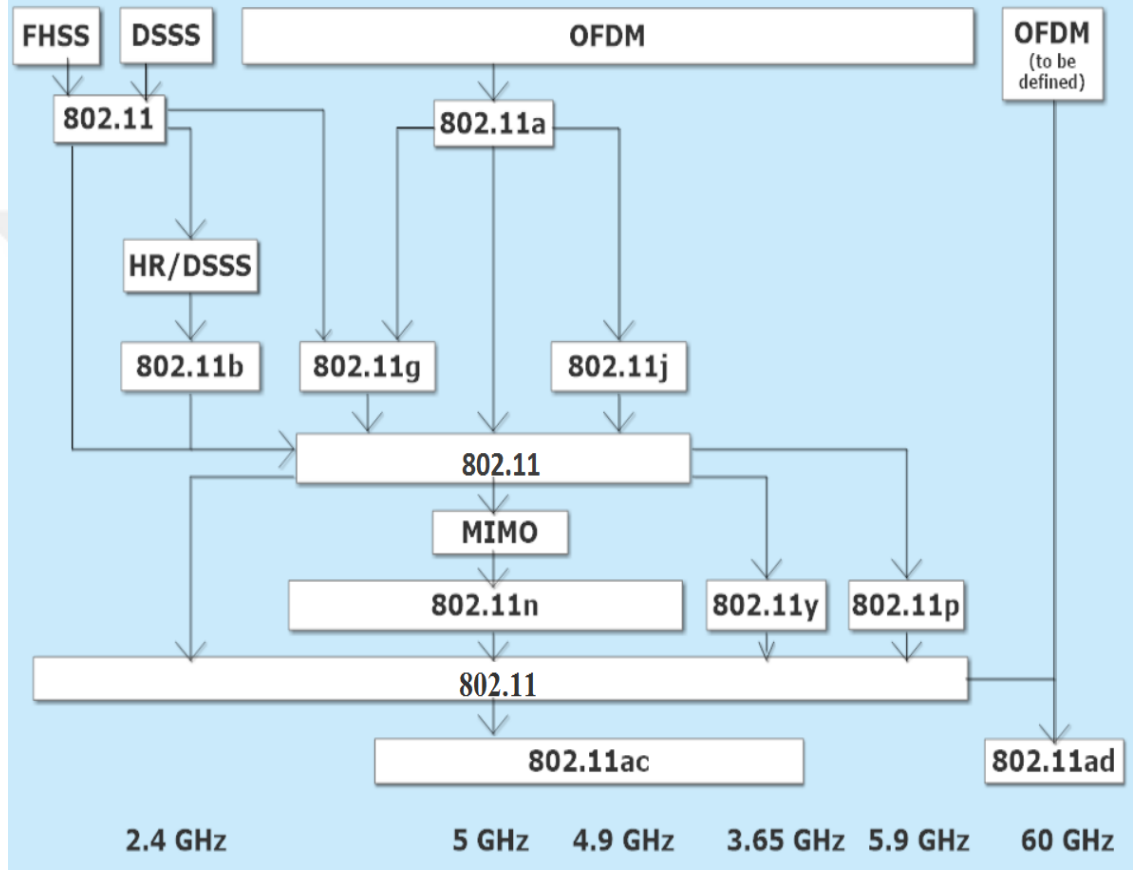 FHSS
DSSS
OFDM
OFDM
(to be
defined)
802.11
802.11a
HR/DSSS
802.11b
802.11g
802.11j
802.11
MIMO
802.11n
802.11y
802.11p
802.11
802.11ac
802.11ad
2.4 GHz
5 GHz
4.9 GHz
3.65 GHz
5.9 GHz
60 GHz